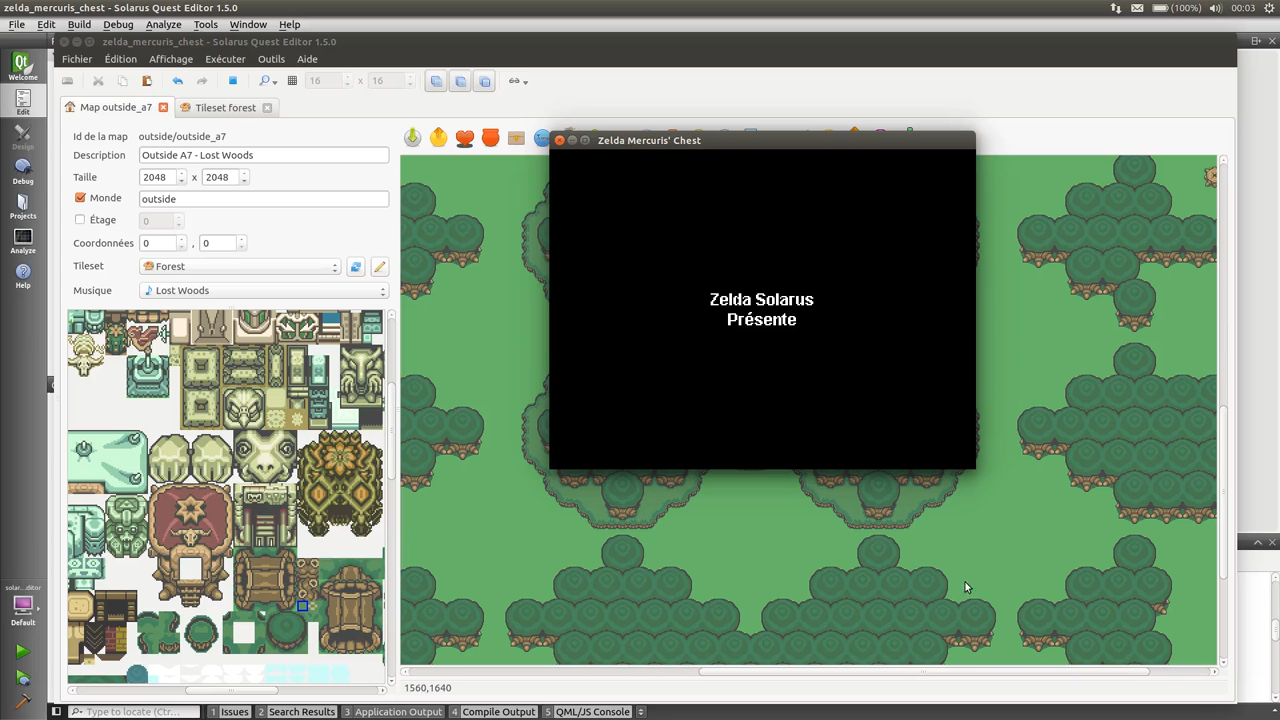 zelda_mercuris_chest - Solarus Quest Editor 1.5.0
(100%)
00:03
File Edit Build Debug Analyze Tools Window Help
zelda_mercuris_chest - Solarus Quest Editor 1.5.0
Fichier Édition Affichage Exécuter Outils Aide
16 x 16
Map outside_a7
Tileset forest
Id de la map outside/outside_a7
Description Outside A7 - Lost Woods
Taille 2048 x 2048
Monde outside
Étage 0
Coordonnées 0 , 0
Tileset Forest
Musique Lost Woods
Welcome
Edit
Design
Debug
Projects
Analyze
Help
solar...ditor
Default
Zelda Mercuris' Chest
Zelda Solarus
Présente
1560,1640
Type to locate (Ctrl...
1 Issues
2 Search Results
3 Application Output
4 Compile Output
5 QML/JS Console